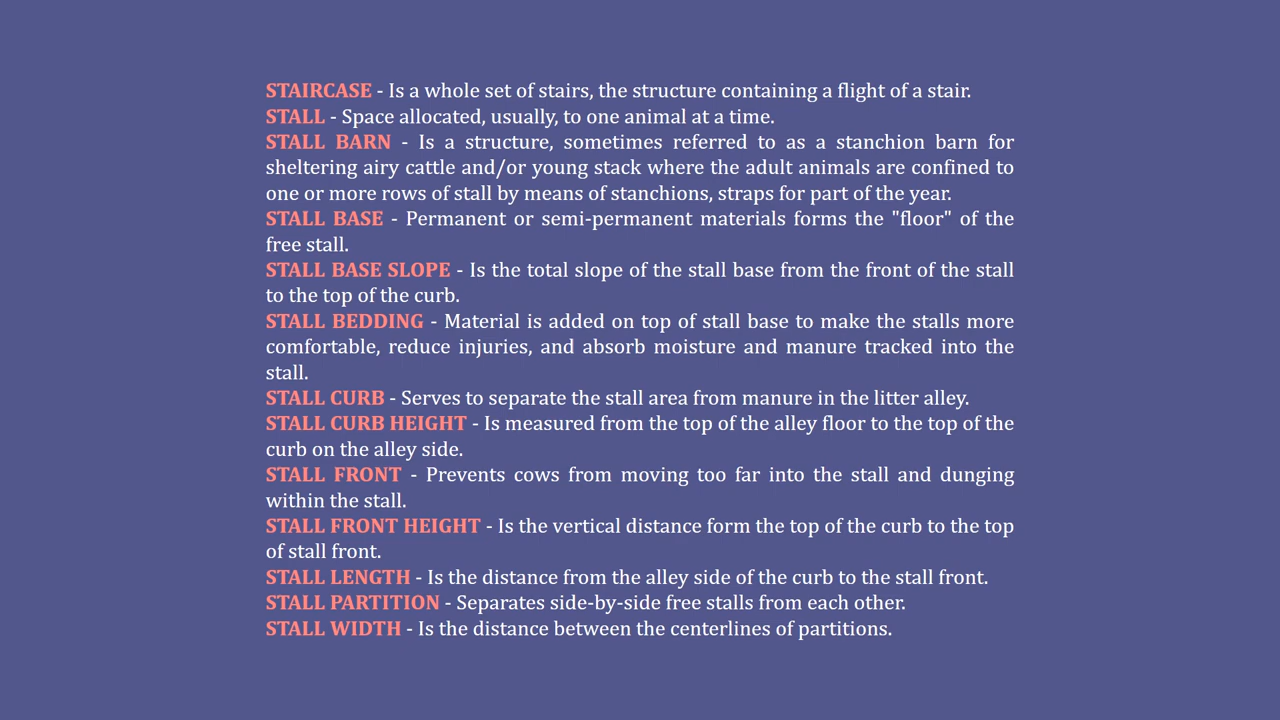 STAIRCASE - Is a whole set of stairs, the structure containing a flight of a stair.
STALL - Space allocated, usually, to one animal at a time.
STALL BARN - Is a structure, sometimes referred to as a stanchion barn for
sheltering airy cattle and/or young stack where the adult animals are confined to
one or more rows of stall by means of stanchions, straps for part of the year.
STALL BASE - Permanent or semi-permanent materials forms the "floor" of the
free stall.
STALL BASE SLOPE - Is the total slope of the stall base from the front of the stall
to the top of the curb.
STALL BEDDING - Material is added on top of stall base to make the stalls more
comfortable, reduce injuries, and absorb moisture and manure tracked into the
stall.
STALL CURB - Serves to separate the stall area from manure in the litter alley.
STALL CURB HEIGHT - Is measured from the top of the alley floor to the top of the
curb on the alley side.
STALL FRONT - Prevents cows from moving too far into the stall and dunging
within the stall.
STALL FRONT HEIGHT - Is the vertical distance form the top of the curb to the top
of stall front.
STALL LENGTH - Is the distance from the alley side of the curb to the stall front.
STALL PARTITION - Separates side-by-side free stalls from each other.
STALL WIDTH - Is the distance between the centerlines of partitions.